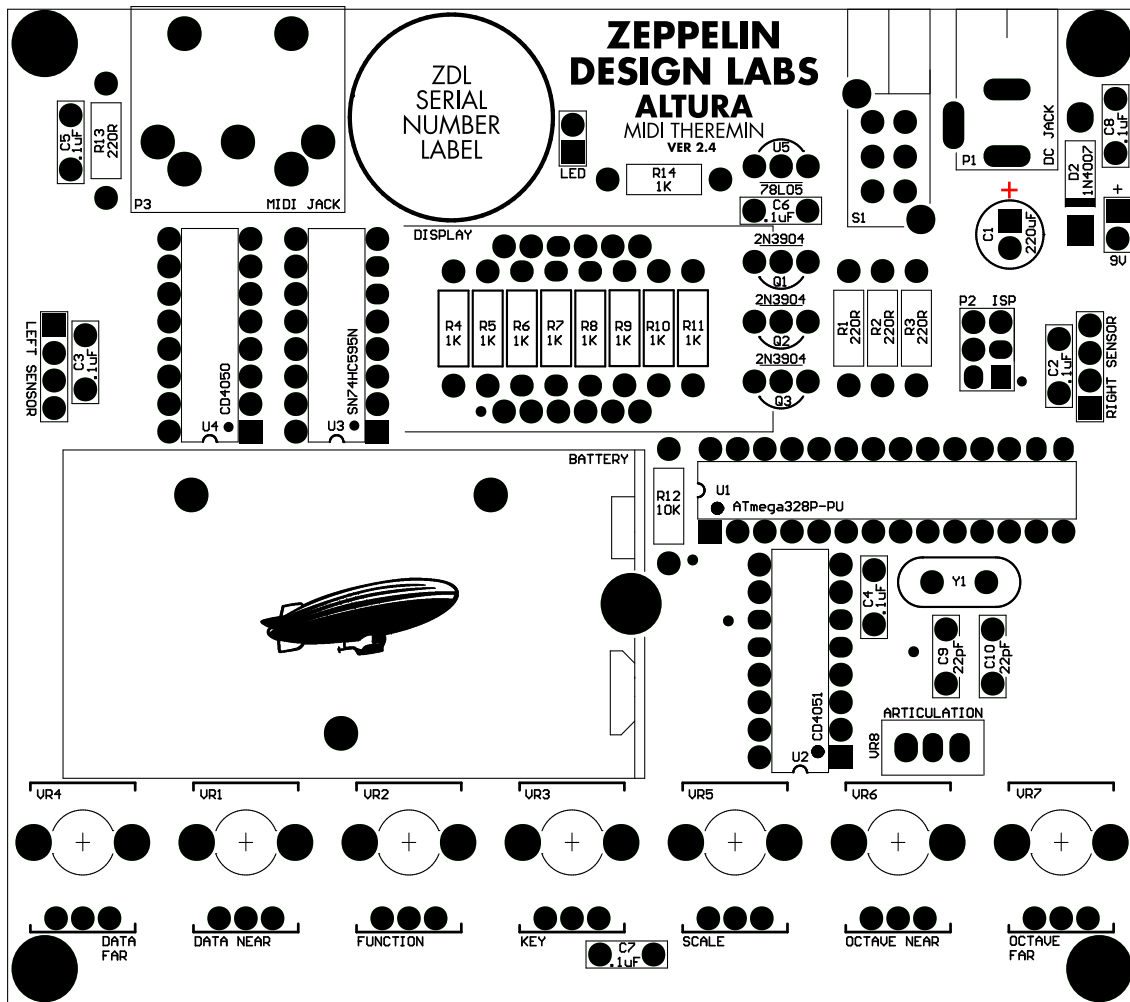 ZEPPELIN
DESIGN LABS
ALTURA
MIDI THEREMIN
VER 2.4
ZDL
SERIAL
NUMBER
LABEL
C5
.1uF
R13
220R
P3
MIDI JACK
LED
R14
1K
U5
78L05
C6
.1uF
S1
P1
DC JACK
D2
1N4007
C8
.1uF
+
C1
220uF
+
9V
DISPLAY
2N3904
Q1
2N3904
Q2
2N3904
Q3
R4
1K
R5
1K
R6
1K
R7
1K
R8
1K
R9
1K
R10
1K
R11
1K
R1
220R
R2
220R
R3
220R
P2 ISP
C2
.1uF
RIGHT SENSOR
LEFT SENSOR
C3
.1uF
CD4050
U4
SN74HC595N
U3
BATTERY
R12
10K
U1
ATmega328P-PU
C4
.1uF
Y1
C9
22pF
C10
22pF
CD4051
U2
ARTICULATION
VR8
VR4
VR1
VR2
VR3
VR5
VR6
VR7
DATA
FAR
DATA NEAR
FUNCTION
KEY
SCALE
OCTAVE NEAR
OCTAVE
FAR
C7
.1uF